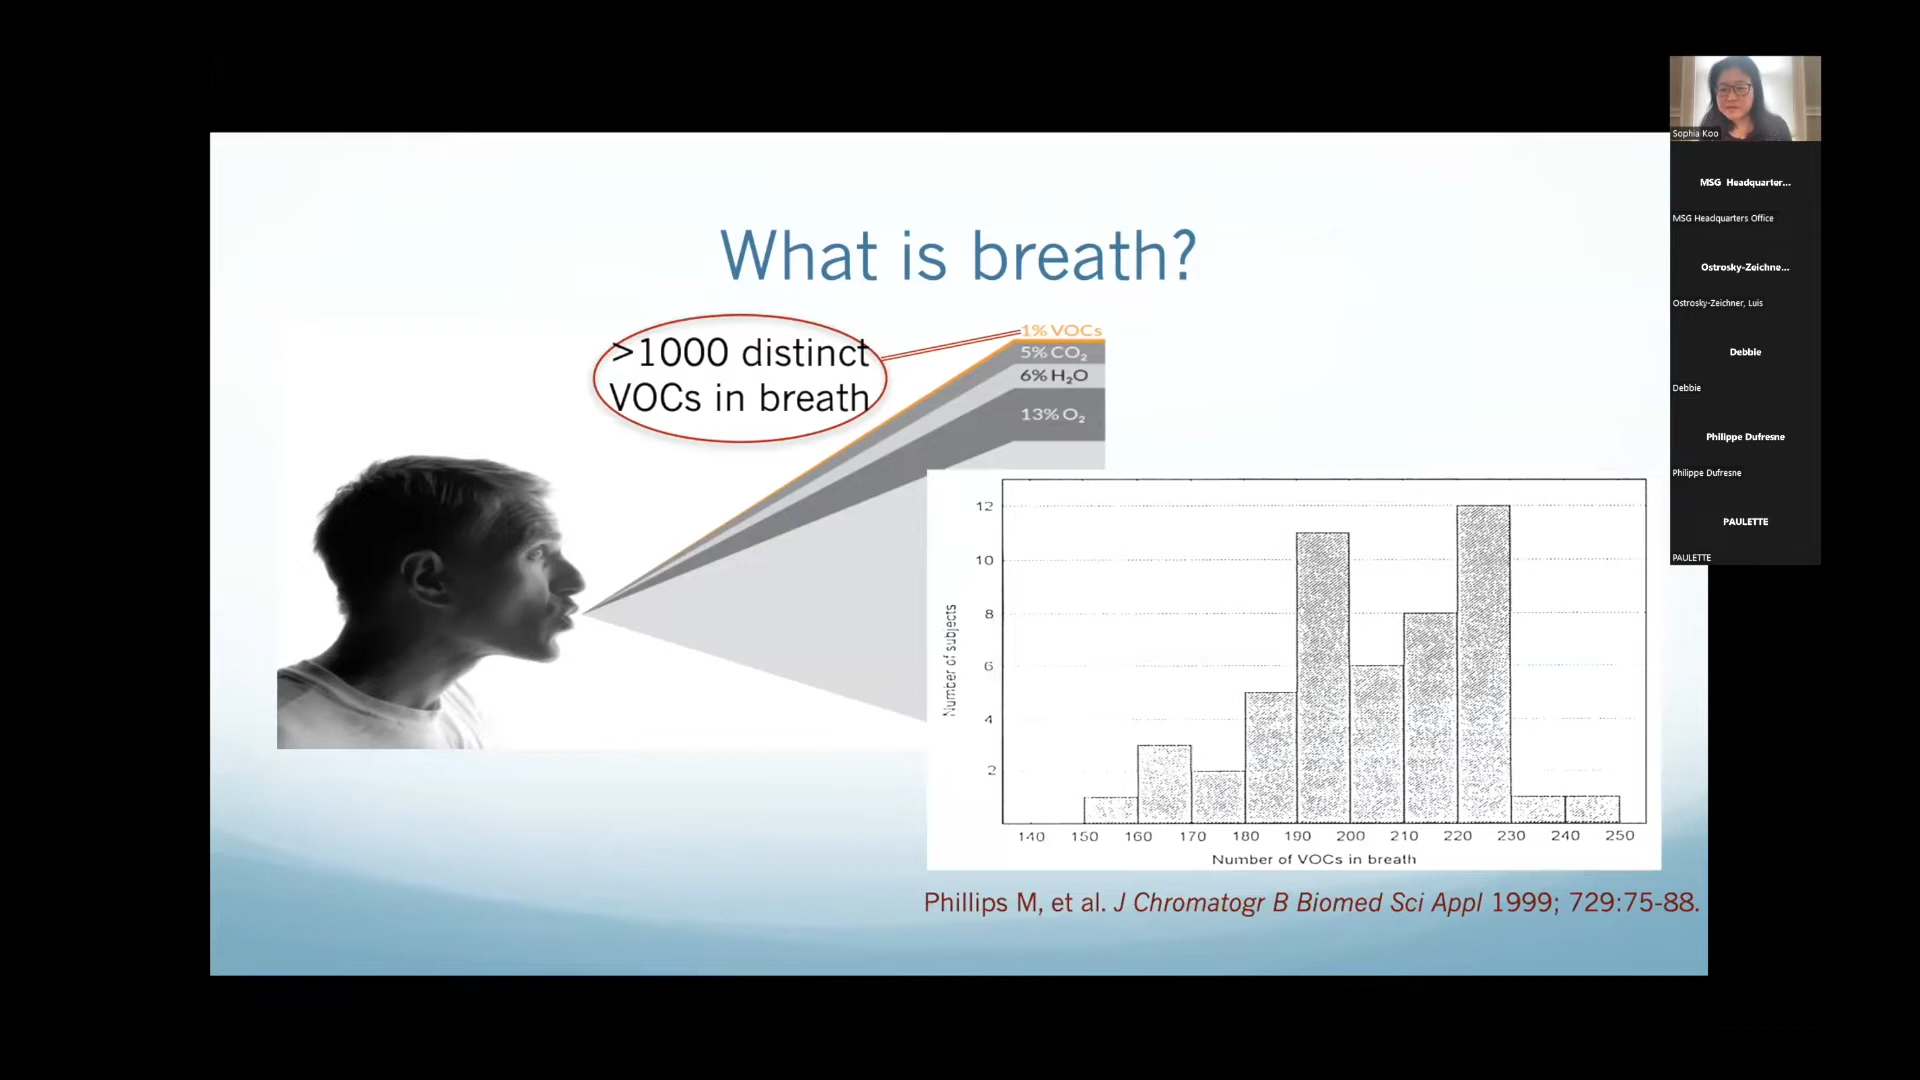 What is breath?
>1000 distinct
VOCs in breath
1% VOCs
5% CO₂
6% H₂O
13% O₂
Number of subjects
12
10
8
6
4
2
140 150 160 170 180 190 200 210 220 230 240 250
Number of VOCs in breath
Phillips M, et al. J Chromatogr B Biomed Sci Appl 1999; 729:75-88.
Sophia Koo
MSG Headquarter...
MSG Headquarters Office
Ostrosky-Zeichne...
Ostrosky-Zeichner, Luis
Debbie
Debbie
Philippe Dufresne
Philippe Dufresne
PAULETTE
PAULETTE